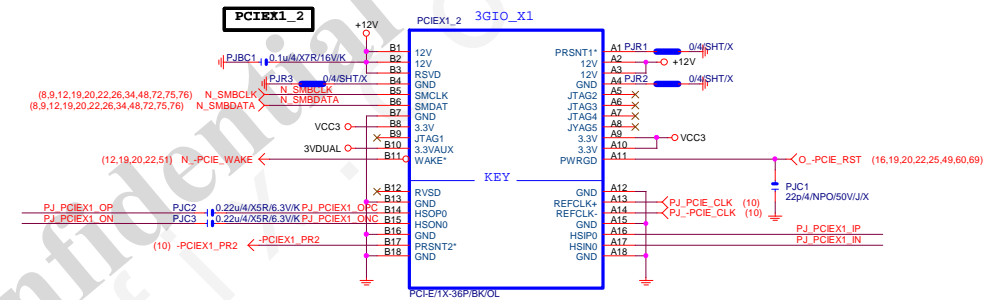 PCIEX1_2
PCIEX1_2 3GIO_X1
+12V
PJBC1 0.1u/4/X7R/16V/K
B1 12V PRSNT1* A1 PJR1 0/4/SHT/X
B2 12V 12V A2 +12V
B3 RSVD 12V A3
PJR3 0/4/SHT/X B4 GND GND A4 PJR2 0/4/SHT/X
(8,9,12,19,20,22,26,34,48,72,75,76) N_SMBCLK N_SMBCLK B5 SMCLK JTAG2 A5
(8,9,12,19,20,22,26,34,48,72,75,76) N_SMBDATA N_SMBDATA B6 SMDAT JTAG3 A6
B7 GND JTAG4 A7
VCC3 B8 3.3V JYAG5 A8
B9 JTAG1 3.3V A9 VCC3
3VDUAL B10 3.3VAUX 3.3V A10
(12,19,20,22,51) N_-PCIE_WAKE B11 WAKE* PWRGD A11 O_-PCIE_RST (16,19,20,22,25,49,60,69)
KEY
PJC1
22p/4/NPO/50V/J/X
B12 RVSD GND A12
B13 GND REFCLK+ A13 PJ_PCIE_CLK (10)
PJ_PCIEX1_OP PJC2 0.22u/4/X5R/6.3V/K PJ_PCIEX1_OPC B14 HSOP0 REFCLK- A14 PJ_-PCIE_CLK (10)
PJ_PCIEX1_ON PJC3 0.22u/4/X5R/6.3V/K PJ_PCIEX1_ONC B15 HSON0 GND A15
B16 GND HSIP0 A16 PJ_PCIEX1_IP
(10) -PCIEX1_PR2 -PCIEX1_PR2 B17 PRSNT2* HSIN0 A17 PJ_PCIEX1_IN
B18 GND GND A18
PCI-E/1X-36P/BK/OL